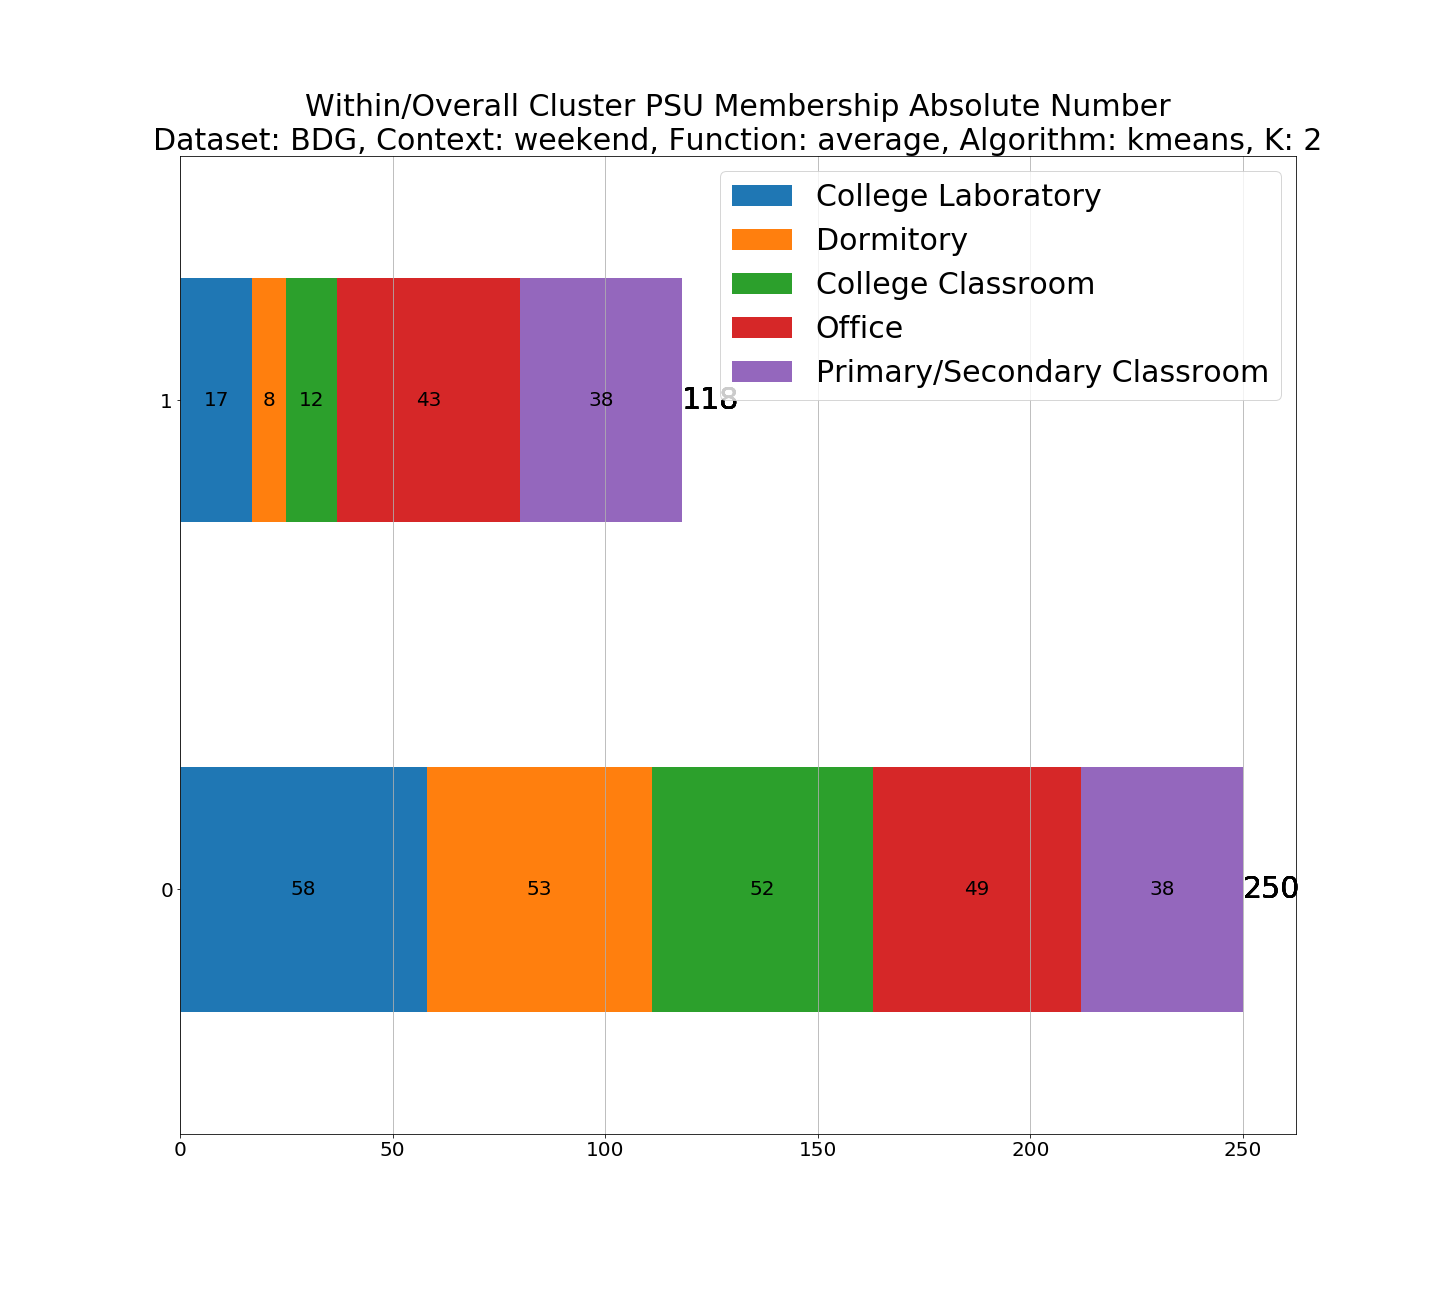 Within/Overall Cluster PSU Membership Absolute Number
Dataset: BDG, Context: weekend, Function: average, Algorithm: kmeans, K: 2
College Laboratory
Dormitory
College Classroom
Office
Primary/Secondary Classroom
1
17
8
12
43
38
118
0
58
53
52
49
38
250
0
50
100
150
200
250